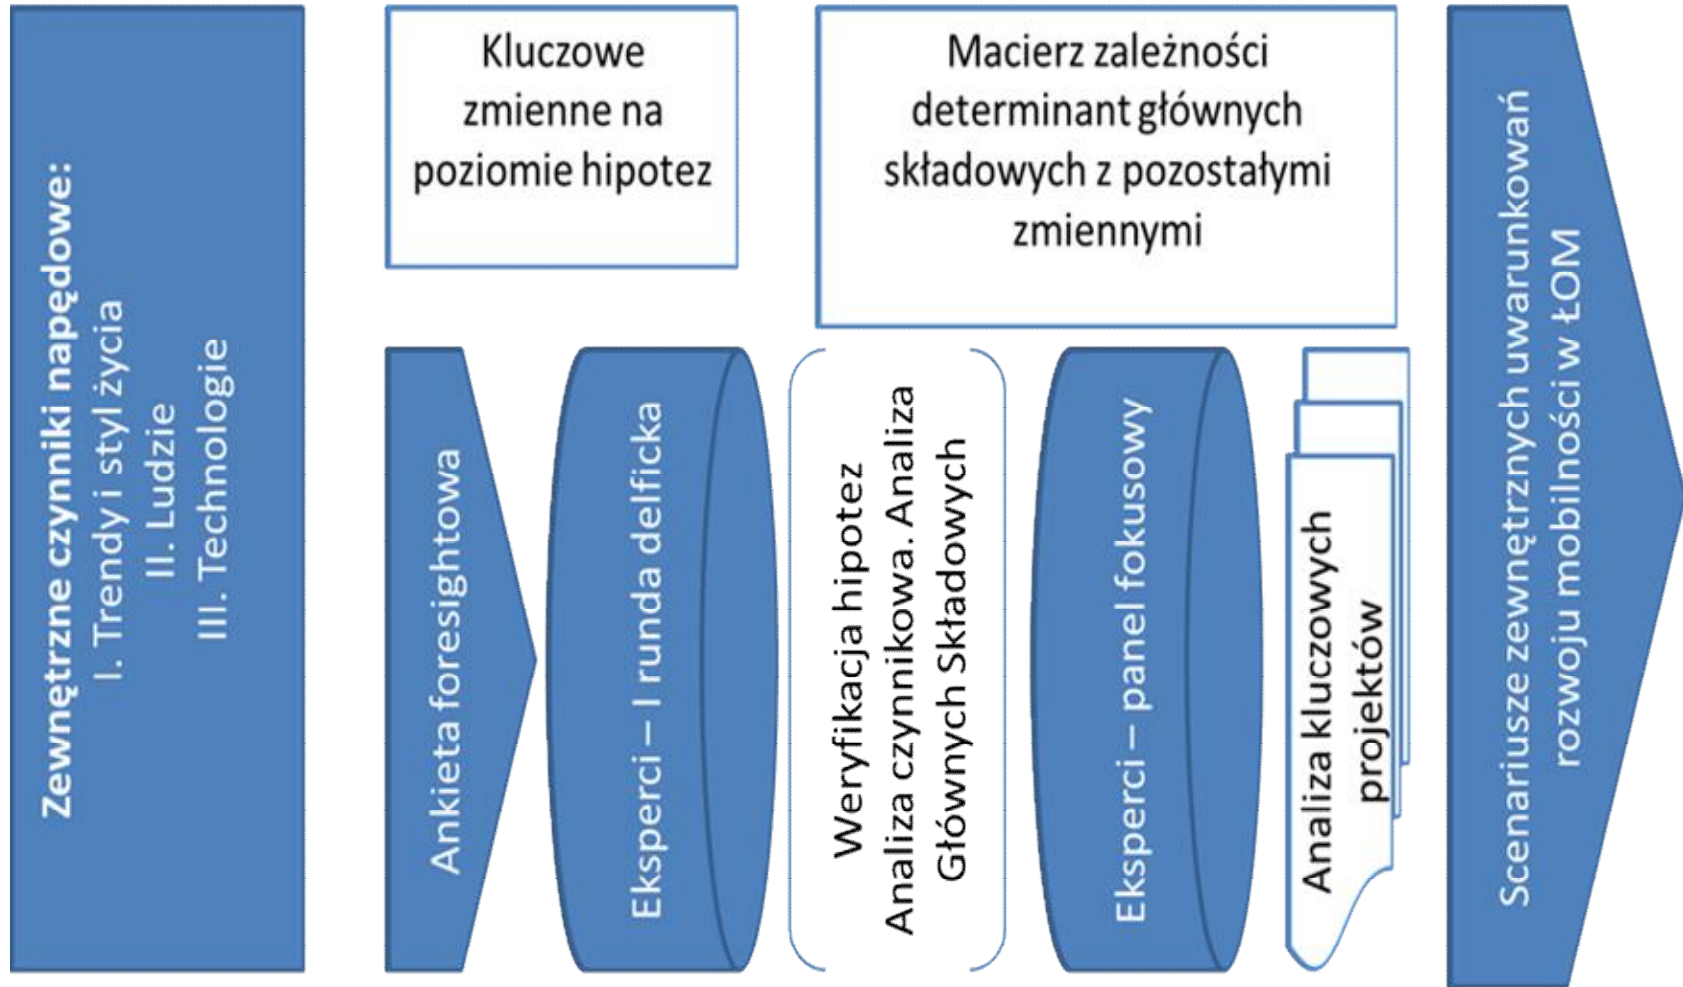 Zewnętrzne czynniki napędowe:
I. Trendy i styl życia
II. Ludzie
III. Technologie
Kluczowe
zmienne na
poziomie hipotez
Macierz zależności
determinant głównych
składowych z pozostałymi
zmiennymi
Ankieta foresightowa
Eksperci – I runda delficka
Weryfikacja hipotez
Analiza czynnikowa. Analiza
Głównych Składowych
Eksperci – panel fokusowy
Analiza kluczowych
projektów
Scenariusze zewnętrznych uwarunkowań
rozwoju mobilności w ŁOM